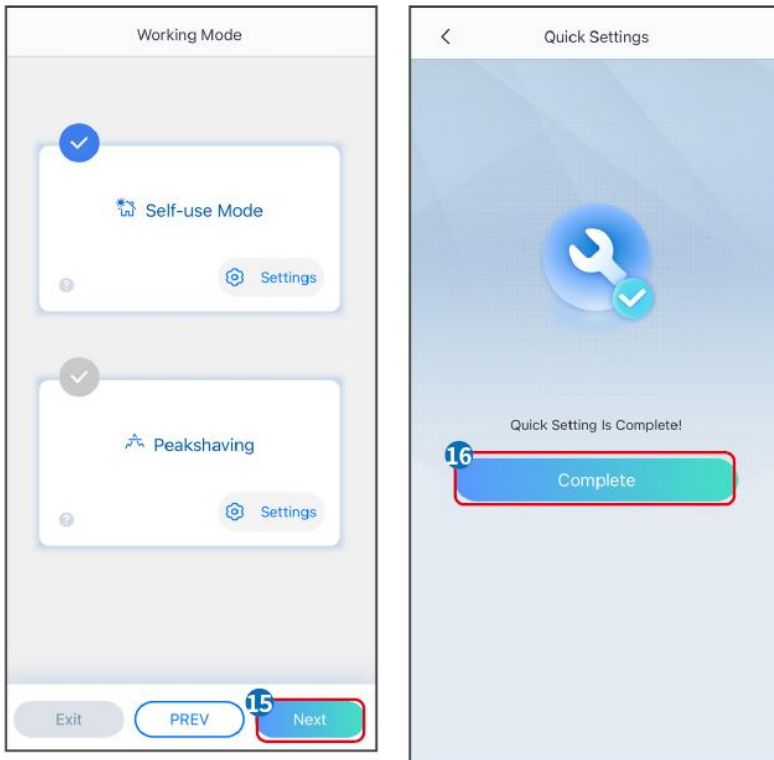 Working Mode
Self-use Mode
?
Settings
Peakshaving
?
Settings
Exit
PREV
15
Next
Quick Settings
Quick Setting Is Complete!
16
Complete